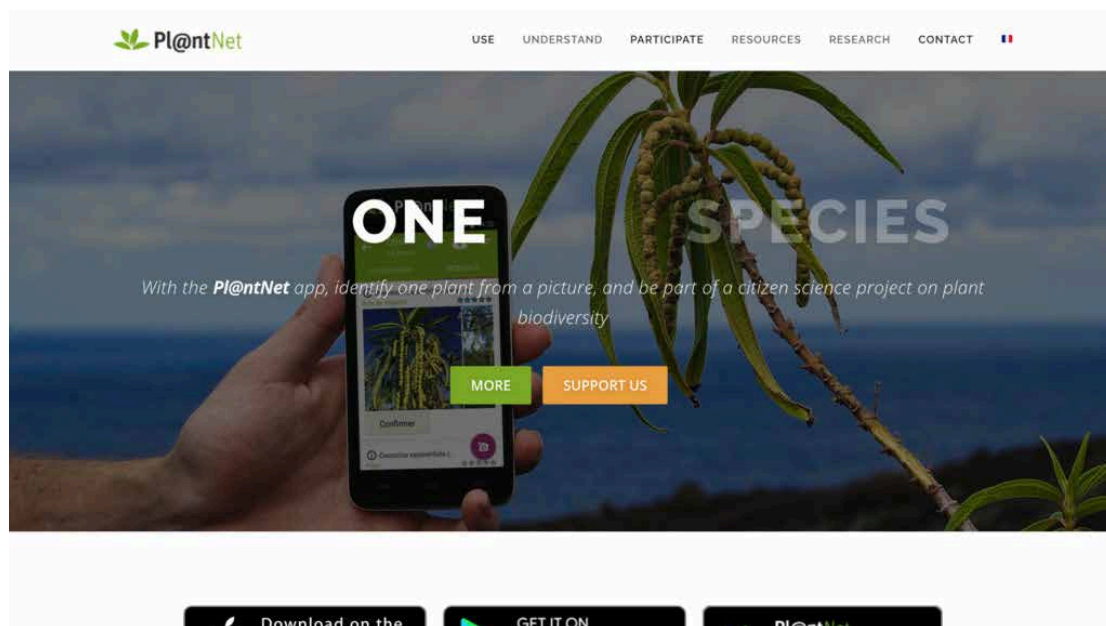 Pl@ntNet
USE UNDERSTAND PARTICIPATE RESOURCES RESEARCH CONTACT
ONE SPECIES
With the Pl@ntNet app, identify one plant from a picture, and be part of a citizen science project on plant
biodiversity
Confirmer
MORE SUPPORT US
Download on the
GET IT ON
Pl@ntNet